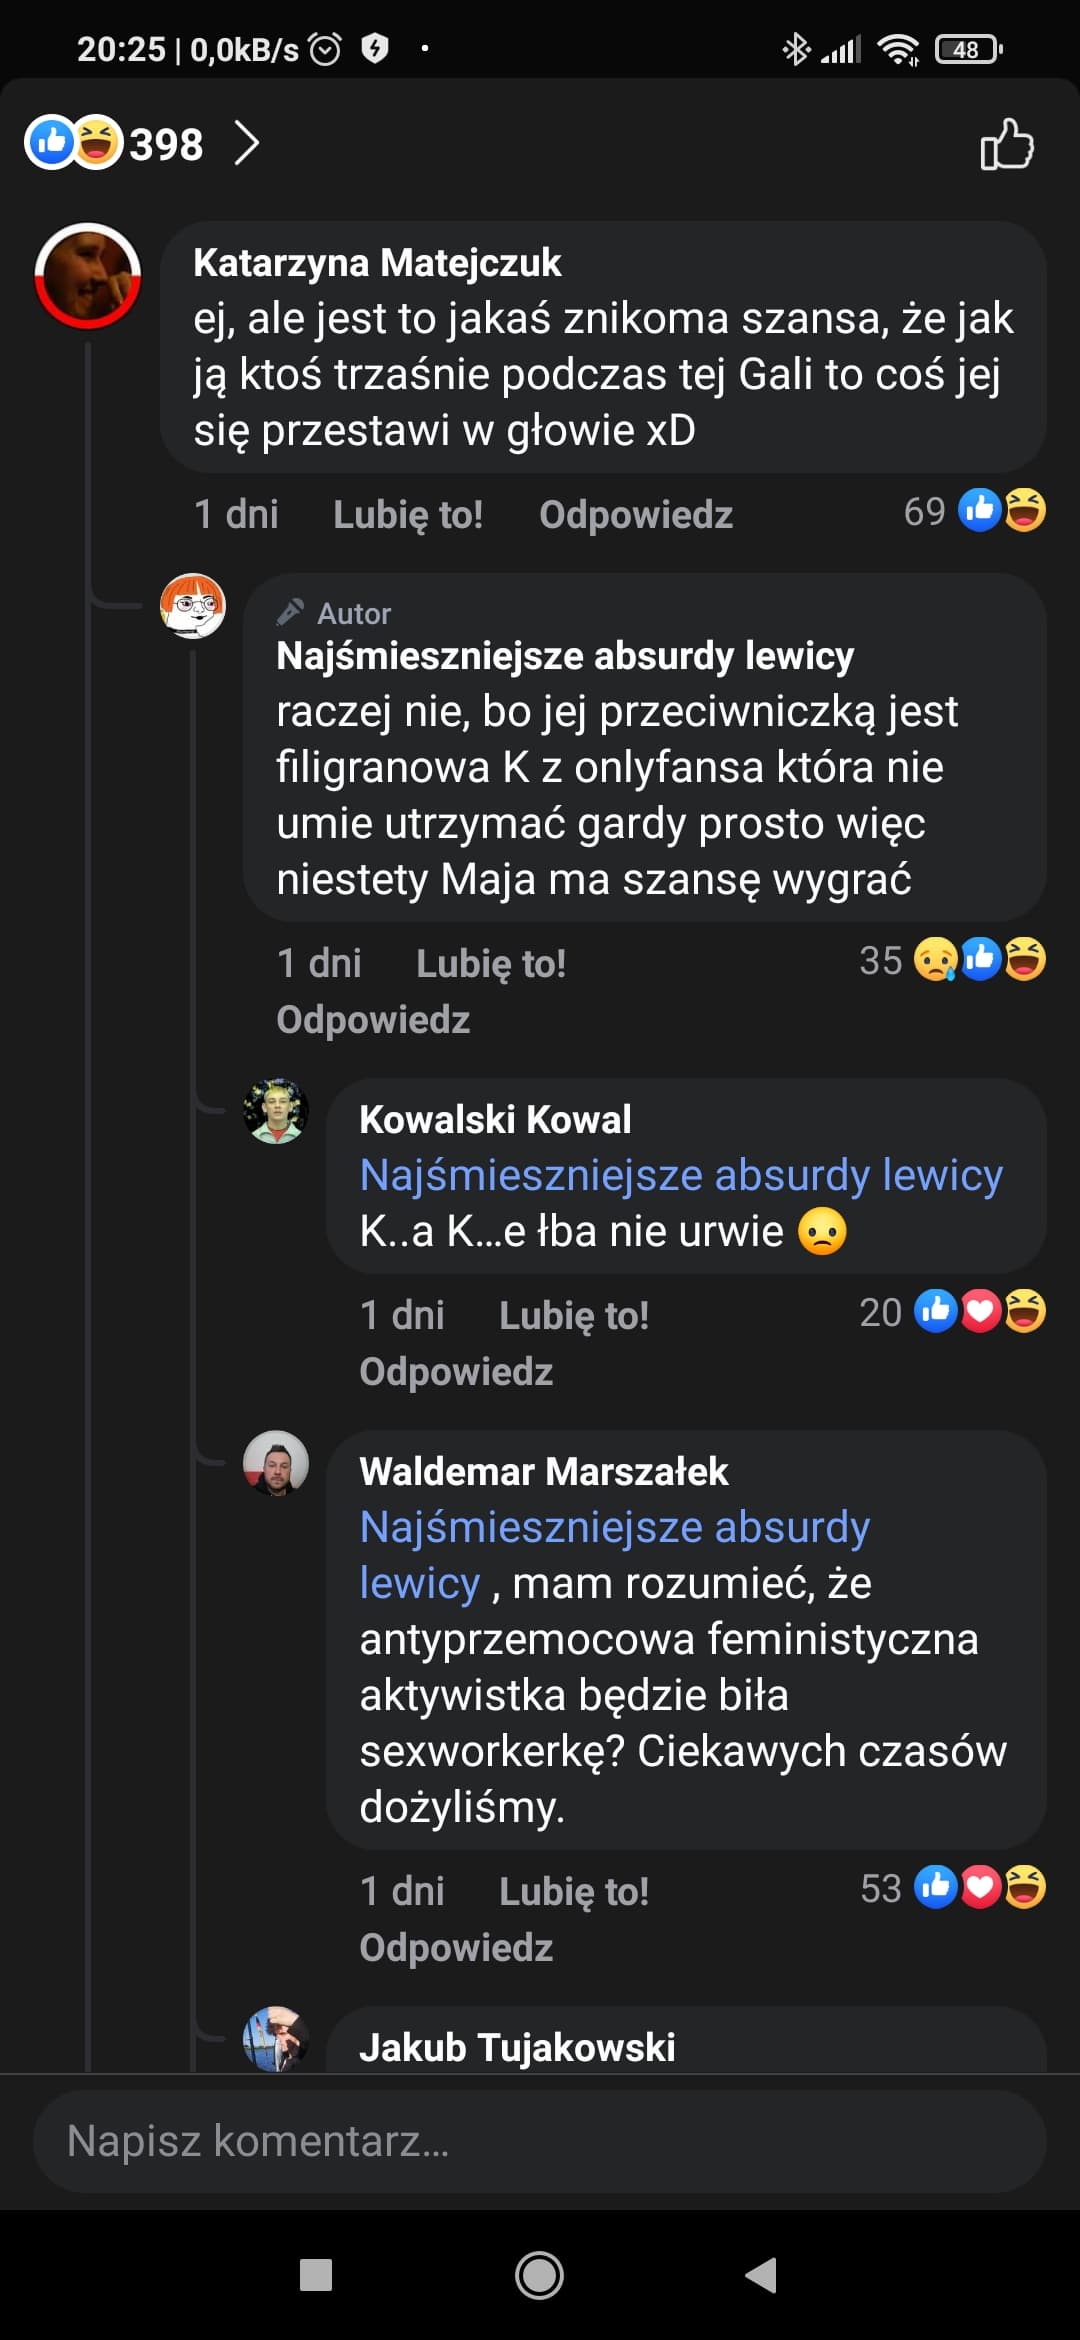 20:25 | 0,0kB/s
48
398
Katarzyna Matejczuk
ej, ale jest to jakaś znikoma szansa, że jak
ją ktoś trzaśnie podczas tej Gali to coś jej
się przestawi w głowie xD
1 dni Lubię to! Odpowiedz 69
Autor
Najśmieszniejsze absurdy lewicy
raczej nie, bo jej przeciwniczką jest
filigranowa K z onlyfansa która nie
umie utrzymać gardy prosto więc
niestety Maja ma szansę wygrać
1 dni Lubię to! 35
Odpowiedz
Kowalski Kowal
Najśmieszniejsze absurdy lewicy
K..a K...e łba nie urwie
1 dni Lubię to! 20
Odpowiedz
Waldemar Marszałek
Najśmieszniejsze absurdy
lewicy , mam rozumieć, że
antyprzemocowa feministyczna
aktywistka będzie biła
sexworkerkę? Ciekawych czasów
dożyliśmy.
1 dni Lubię to! 53
Odpowiedz
Jakub Tujakowski
Napisz komentarz...